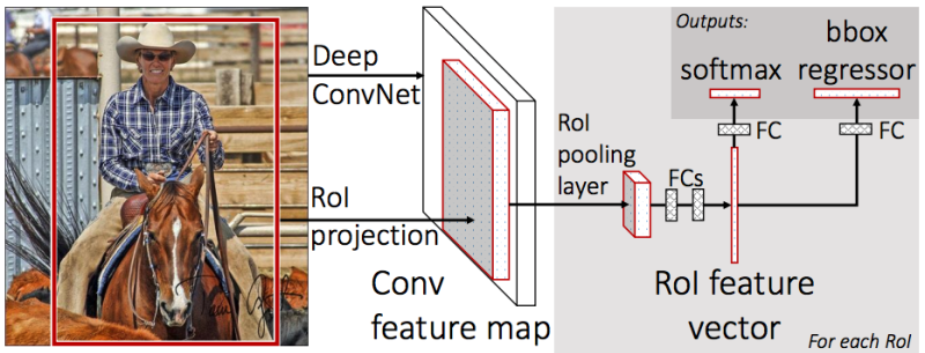 Deep
ConvNet
RoI
projection
Conv
feature map
RoI
pooling
layer
FCs
RoI feature
vector
Outputs:
softmax
bbox
regressor
FC
FC
For each RoI